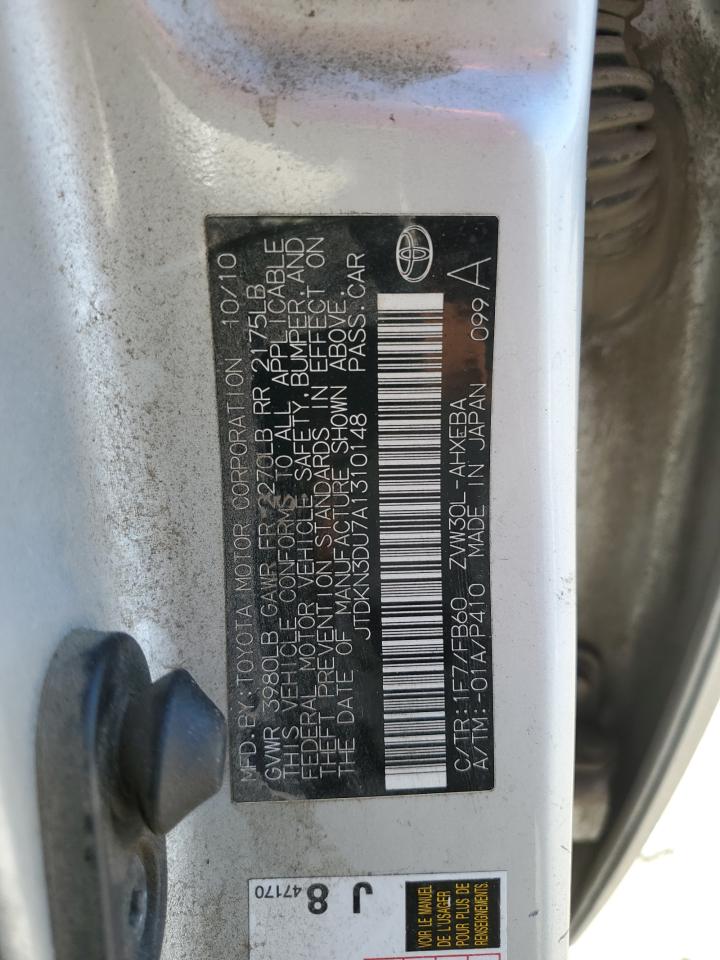 MFD. BY: TOYOTA MOTOR CORPORATION 10/10
GVWR 3980LB GAWR FR 2270LB RR 2175LB
THIS VEHICLE CONFORMS TO ALL APPLICABLE
FEDERAL MOTOR VEHICLE SAFETY, BUMPER, AND
THEFT PREVENTION STANDARDS IN EFFECT ON
THE DATE OF MANUFACTURE SHOWN ABOVE.
JTDKN3DU7A1310148 PASS. CAR
C/TR: 1F7/FB60 ZVW30L-AHXEBA 099 A
A/TM: -01A/P410 MADE IN JAPAN
J8
47170
VOIR LE MANUEL
DE L'USAGER
POUR PLUS DE
RENSEIGNEMENTS.